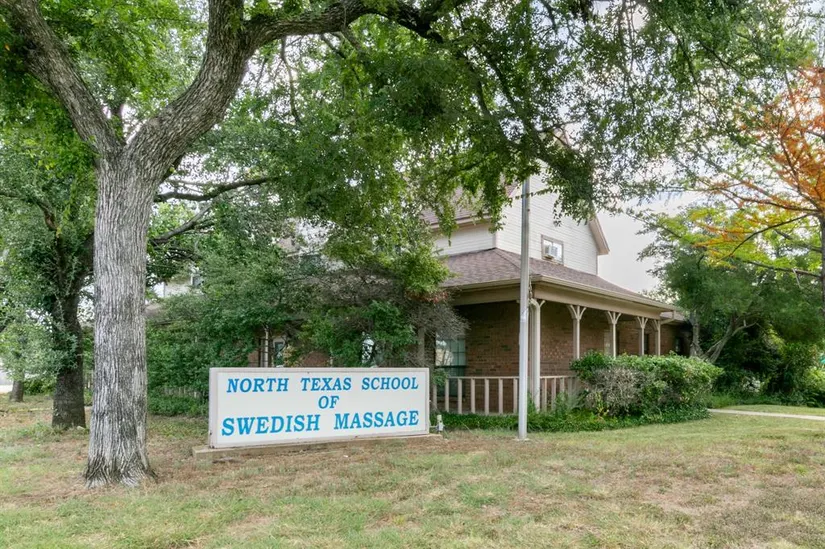 NORTH TEXAS SCHOOL
OF
SWEDISH MASSAGE